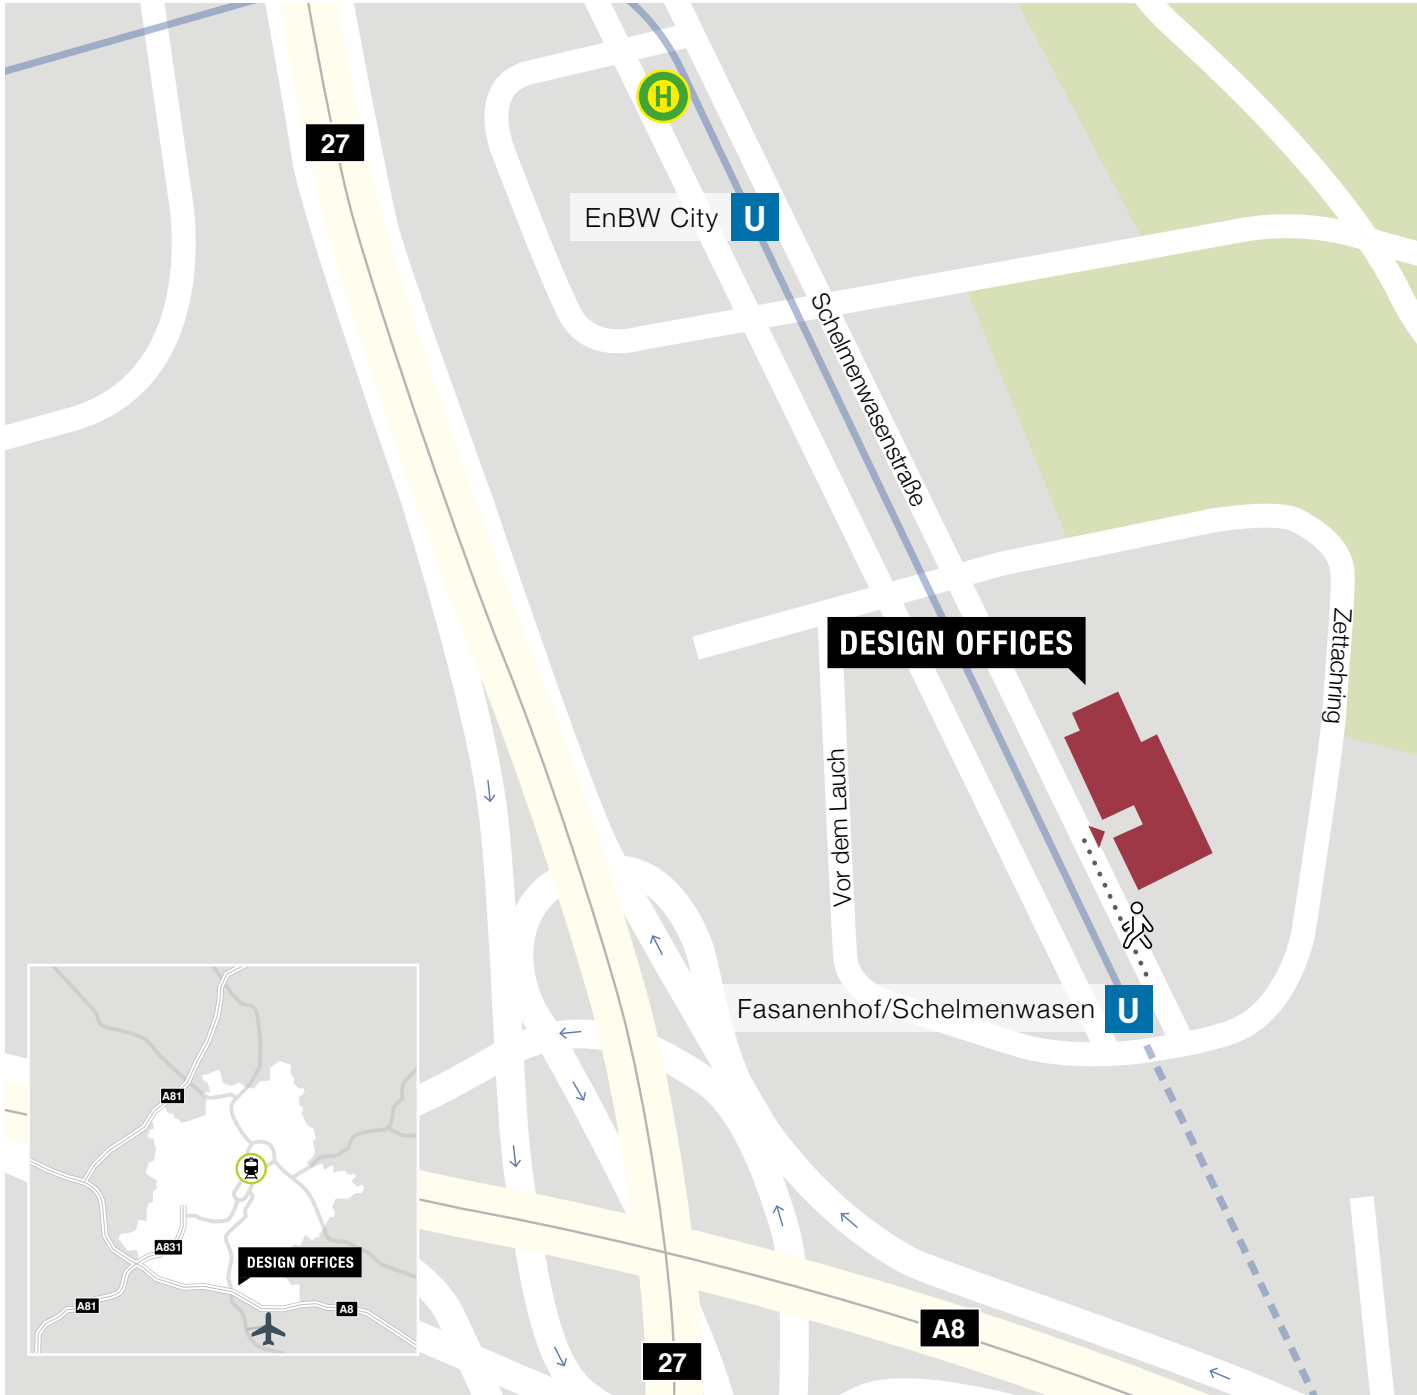 27
H
EnBW City
U
Schelmenwasenstraße
DESIGN OFFICES
Zettachring
Vor dem Lauch
Fasanenhof/Schelmenwasen
U
A81
A831
DESIGN OFFICES
A81
A8
A8
27